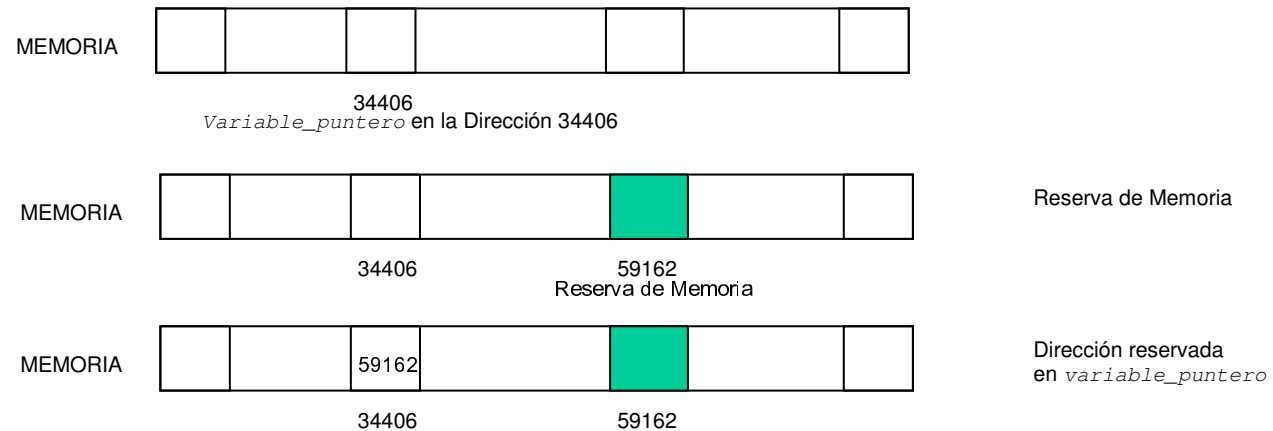 MEMORIA
34406
Variable_puntero en la Dirección 34406
MEMORIA
Reserva de Memoria
34406 59162
Reserva de Memoria
MEMORIA
59162
Dirección reservada
en variable_puntero
34406 59162